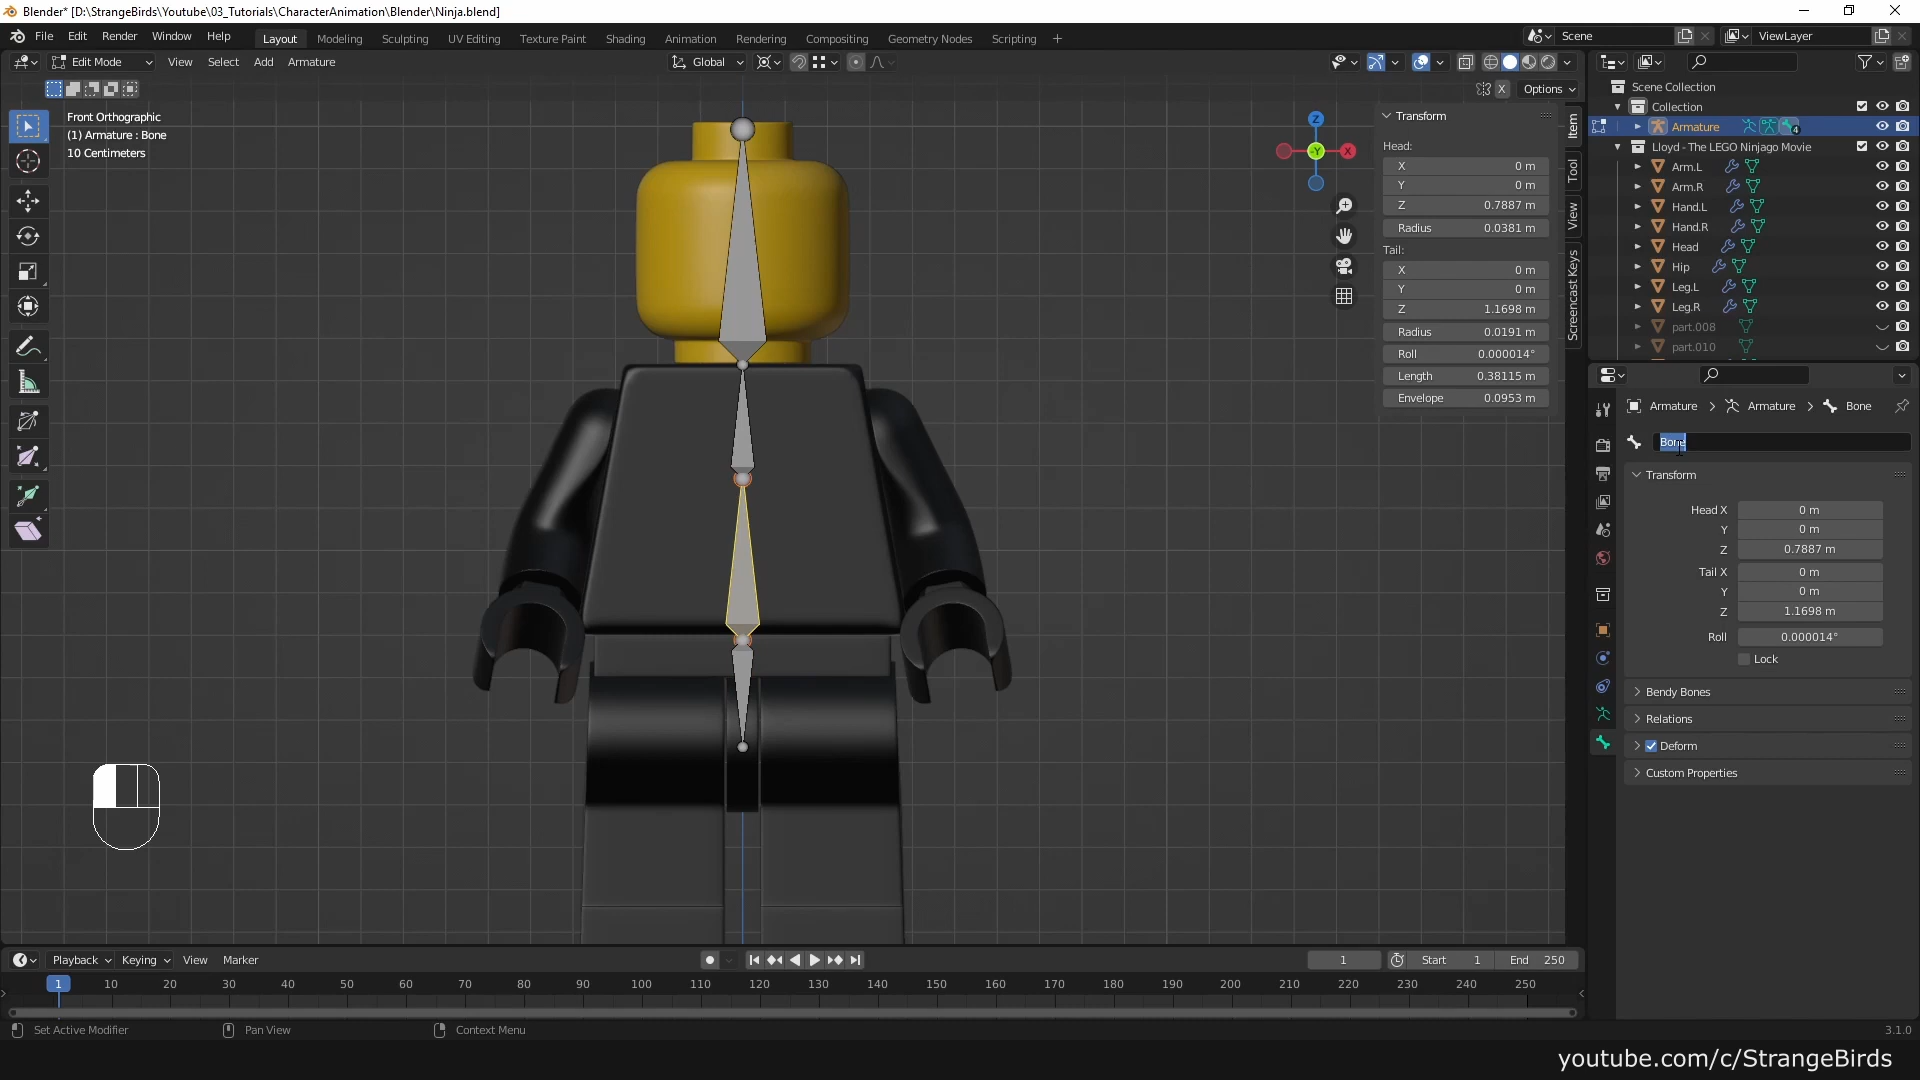 Blender* [D:\StrangeBirds\Youtube\03_Tutorials\CharacterAnimation\Blender\Ninja.blend]
File Edit Render Window Help Layout Modeling Sculpting UV Editing Texture Paint Shading Animation Rendering Compositing Geometry Nodes Scripting + Scene ViewLayer
Edit Mode View Select Add Armature Global
X Options
Front Orthographic
(1) Armature : Bone
10 Centimeters
Z
-Y X
Transform
Head:
X 0 m
Y 0 m
Z 0.7887 m
Radius 0.0381 m
Tail:
X 0 m
Y 0 m
Z 1.1698 m
Radius 0.0191 m
Roll 0.000014°
Length 0.38115 m
Envelope 0.0953 m
Item
Tool
View
Screencast Keys
Scene Collection
Collection
Armature 4
Lloyd - The LEGO Ninjago Movie
Arm.L
Arm.R
Hand.L
Hand.R
Head
Hip
Leg.L
Leg.R
part.008
part.010
Armature > Armature > Bone
Bone
Transform
Head X 0 m
Y 0 m
Z 0.7887 m
Tail X 0 m
Y 0 m
Z 1.1698 m
Roll 0.000014°
Lock
Bendy Bones
Relations
Deform
Custom Properties
Playback Keying View Marker 1 Start 1 End 250
1 10 20 30 40 50 60 70 80 90 100 110 120 130 140 150 160 170 180 190 200 210 220 230 240 250
Set Active Modifier Pan View Context Menu 3.1.0
youtube.com/c/StrangeBirds